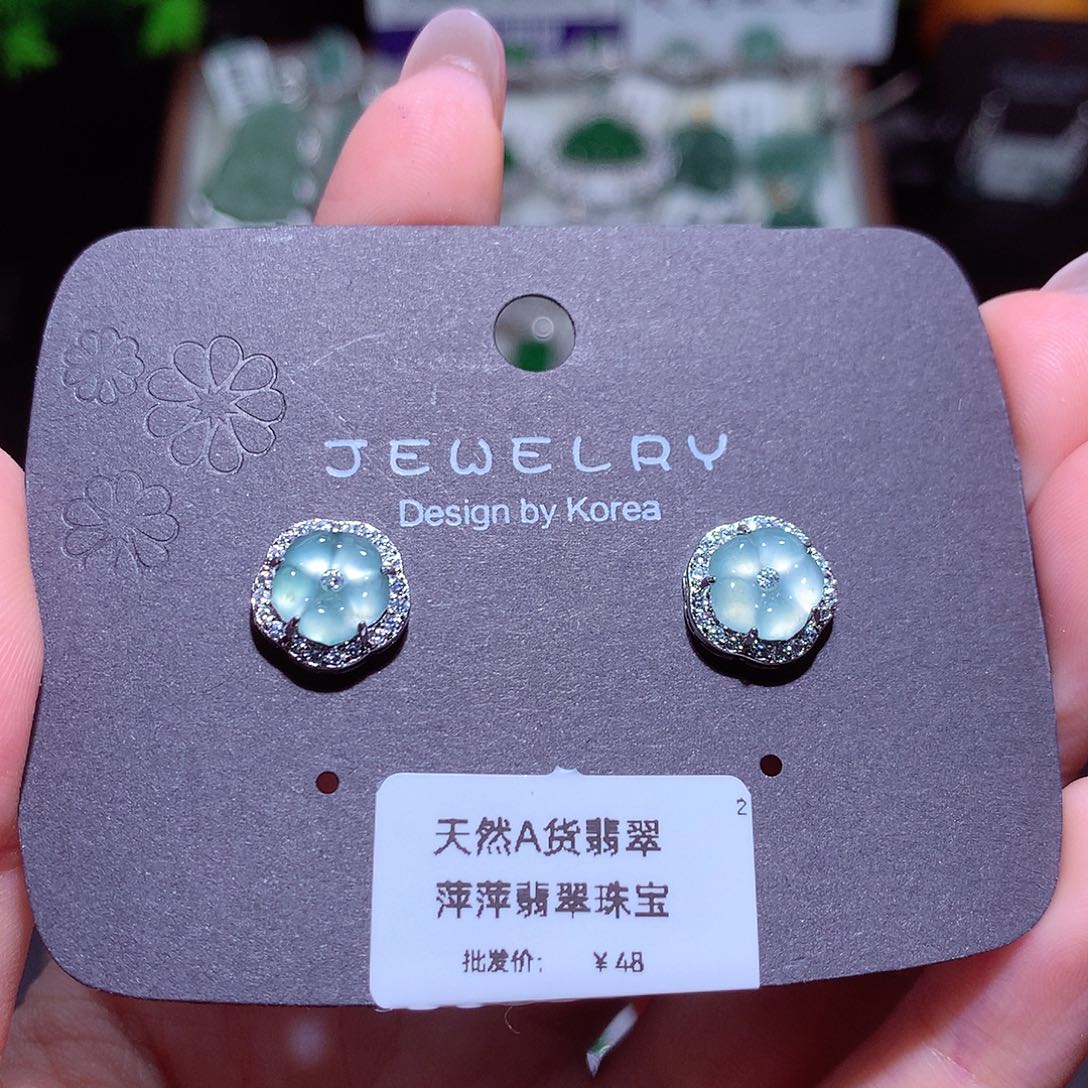 JEWELRY
Design by Korea
2
天然A货翡翠
萍萍翡翠珠宝
批发价: ¥48